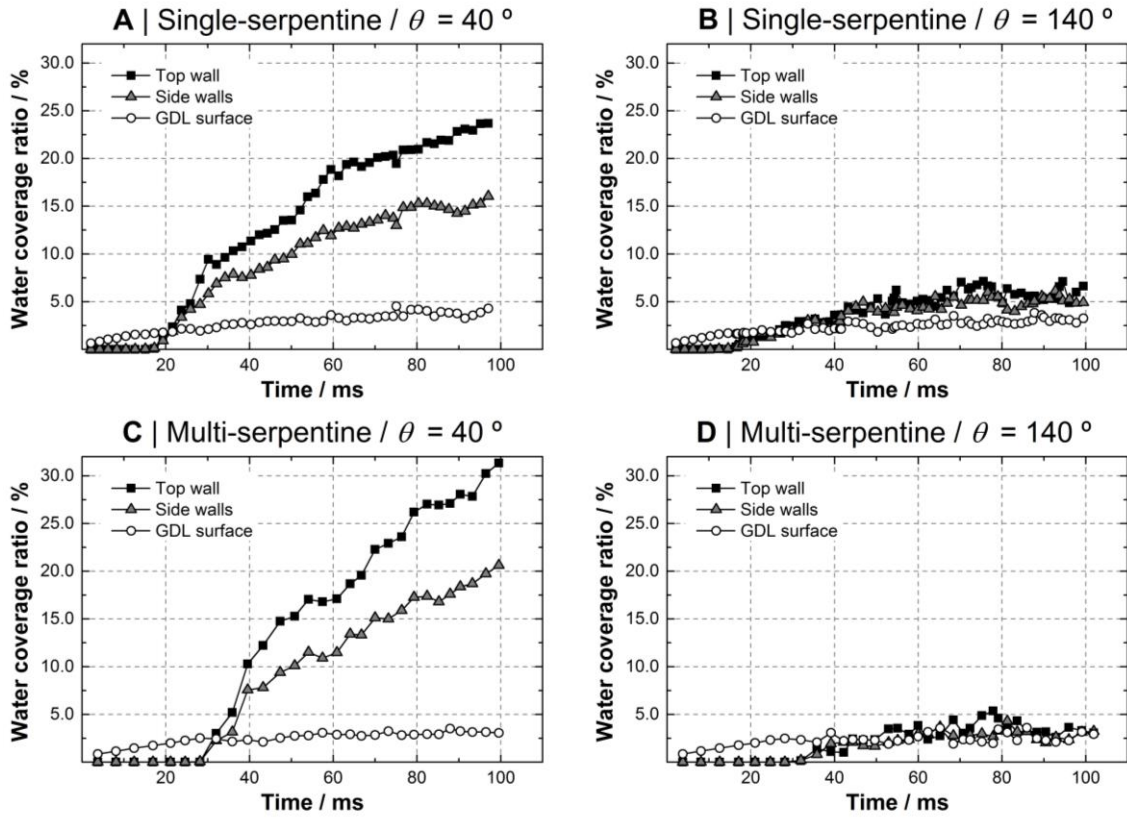 A | Single-serpentine / θ = 40 º
Water coverage ratio / %
30.0
25.0
20.0
15.0
10.0
5.0
Top wall
Side walls
GDL surface
20 40 60 80 100
Time / ms
B | Single-serpentine / θ = 140 º
Water coverage ratio / %
30.0
25.0
20.0
15.0
10.0
5.0
Top wall
Side walls
GDL surface
20 40 60 80 100
Time / ms
C | Multi-serpentine / θ = 40 º
Water coverage ratio / %
30.0
25.0
20.0
15.0
10.0
5.0
Top wall
Side walls
GDL surface
20 40 60 80 100
Time / ms
D | Multi-serpentine / θ = 140 º
Water coverage ratio / %
30.0
25.0
20.0
15.0
10.0
5.0
Top wall
Side walls
GDL surface
20 40 60 80 100
Time / ms